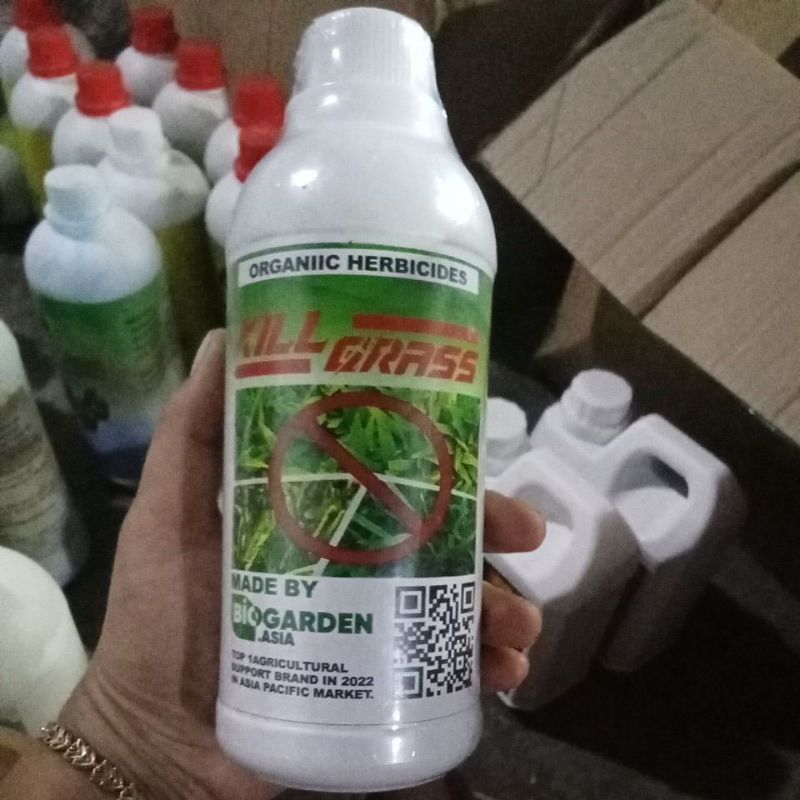 ORGANIIC HERBICIDES
KILL
GRASS
MADE BY
BIOGARDEN
.ASIA
TOP 1AGRICULTURAL
SUPPORT BRAND IN 2022
IN ASIA PACIFIC MARKET.